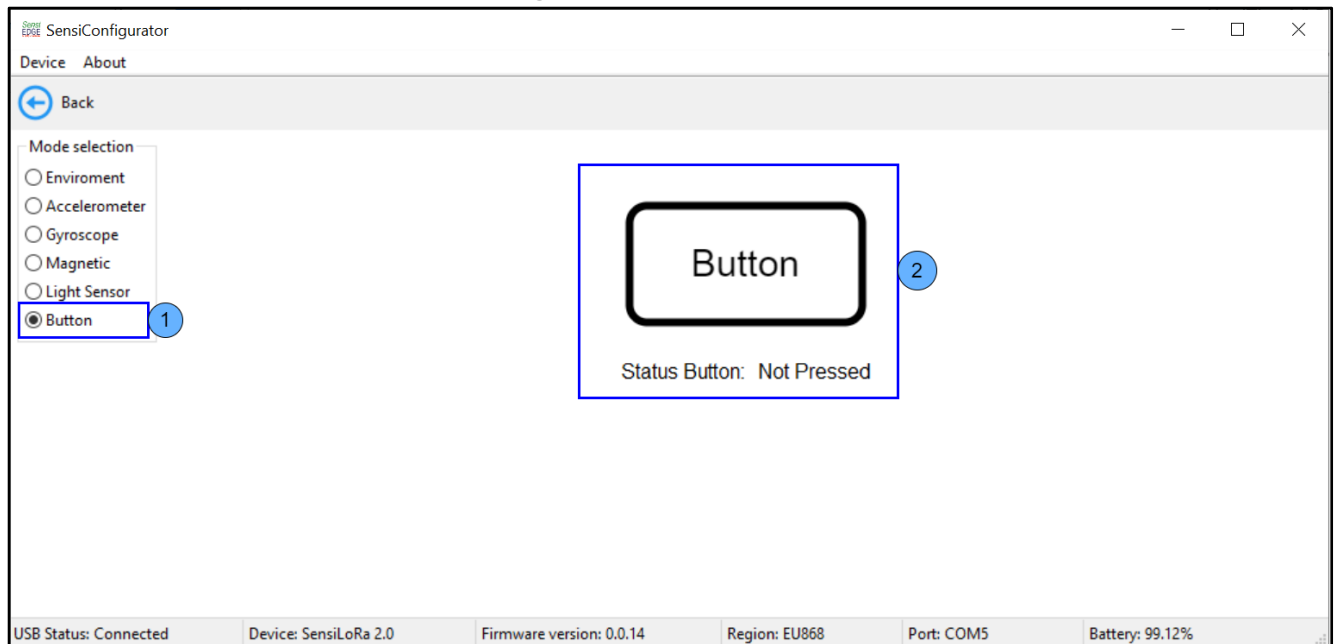 Sensi
EDGE SensiConfigurator
Device About
Back
Mode selection
Enviroment
Accelerometer
Gyroscope
Magnetic
Light Sensor
Button
1
Button
2
Status Button: Not Pressed
USB Status: Connected Device: SensiLoRa 2.0 Firmware version: 0.0.14 Region: EU868 Port: COM5 Battery: 99.12%